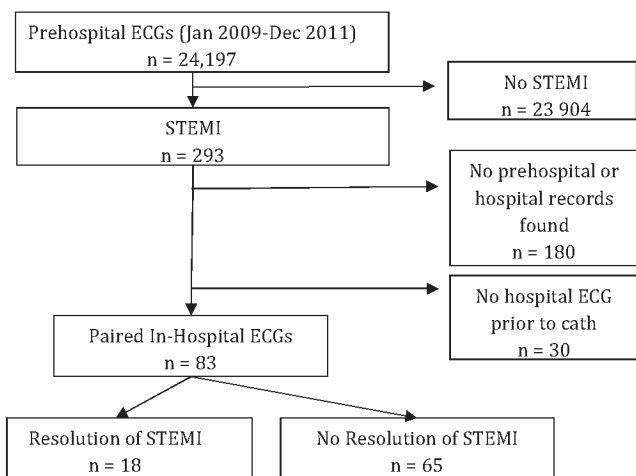 Prehospital ECGs (Jan 2009-Dec 2011)
n = 24,197
No STEMI
n = 23 904
STEMI
n = 293
No prehospital or
hospital records
found
n = 180
No hospital ECG
prior to cath
n = 30
Paired In-Hospital ECGs
n = 83
Resolution of STEMI
n = 18
No Resolution of STEMI
n = 65